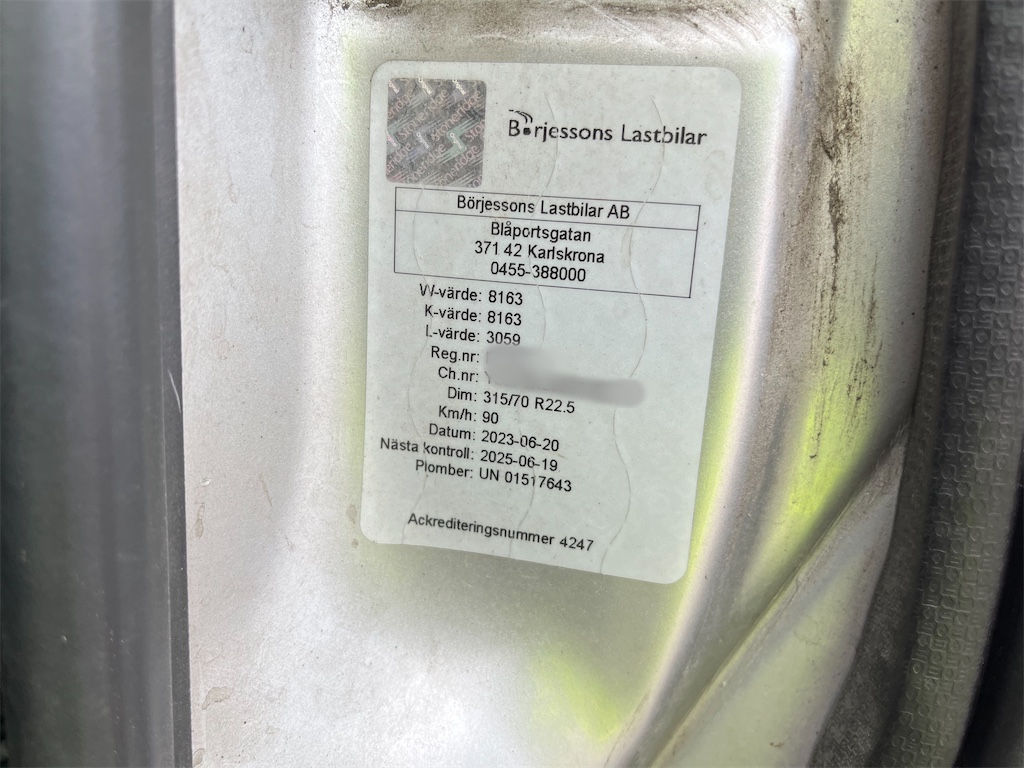 Börjessons Lastbilar
Börjessons Lastbilar AB
Blåportsgatan
371 42 Karlskrona
0455-388000
W-värde: 8163
K-värde: 8163
L-värde: 3059
Reg.nr:
Ch.nr:
Dim: 315/70 R22.5
Km/h: 90
Datum: 2023-06-20
Nästa kontroll: 2025-06-19
Plomber: UN 01517643
Ackrediteringsnummer 4247